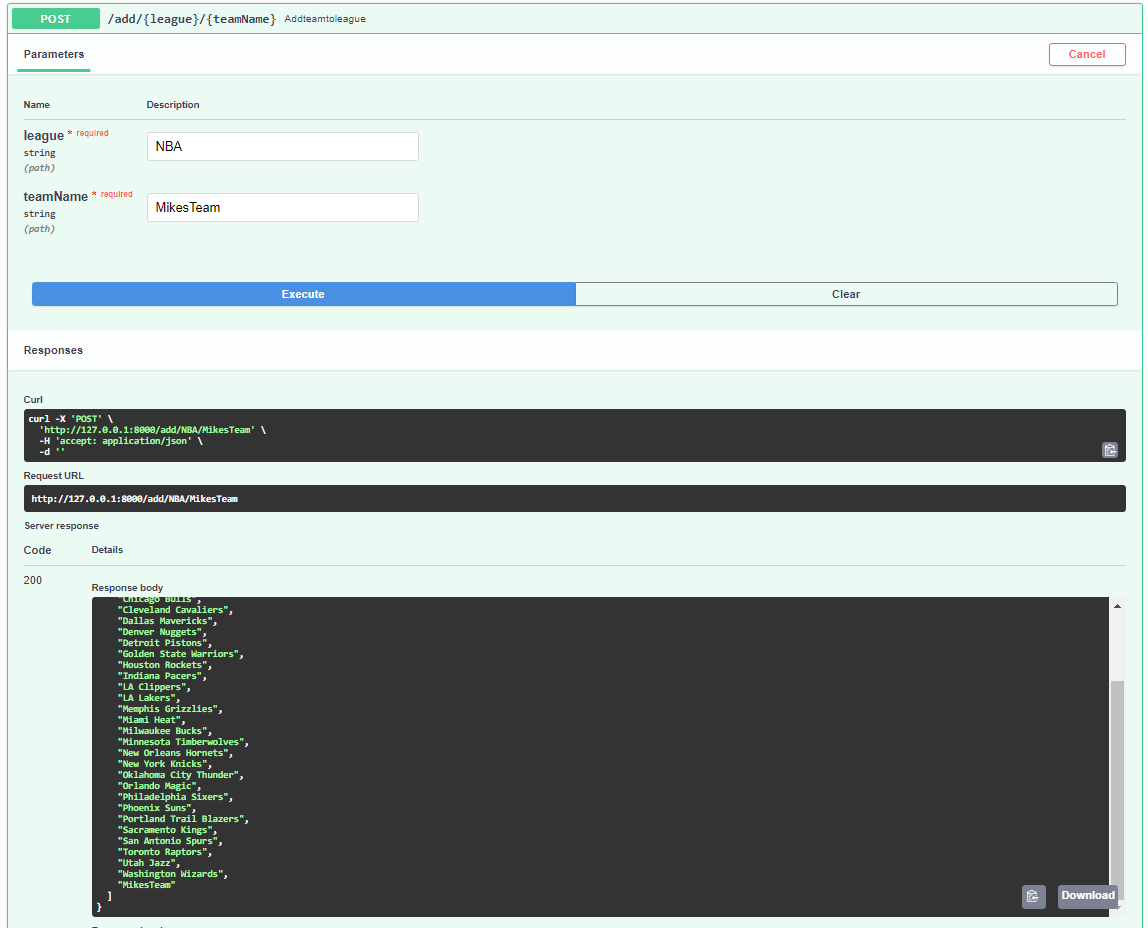 POST /add/{league}/{teamName} Addteamtoleague
Parameters
Cancel
Name Description
league * required
string
(path)
NBA
teamName * required
string
(path)
MikesTeam
Execute
Clear
Responses
Curl
curl -X 'POST' \
'http://127.0.0.1:8000/add/NBA/MikesTeam' \
-H 'accept: application/json' \
-d ''
Request URL
http://127.0.0.1:8000/add/NBA/MikesTeam
Server response
Code Details
200
Response body
"Chicago Bulls",
"Cleveland Cavaliers",
"Dallas Mavericks",
"Denver Nuggets",
"Detroit Pistons",
"Golden State Warriors",
"Houston Rockets",
"Indiana Pacers",
"LA Clippers",
"LA Lakers",
"Memphis Grizzlies",
"Miami Heat",
"Milwaukee Bucks",
"Minnesota Timberwolves",
"New Orleans Hornets",
"New York Knicks",
"Oklahoma City Thunder",
"Orlando Magic",
"Philadelphia Sixers",
"Phoenix Suns",
"Portland Trail Blazers",
"Sacramento Kings",
"San Antonio Spurs",
"Toronto Raptors",
"Utah Jazz",
"Washington Wizards",
"MikesTeam"
]
}
Download